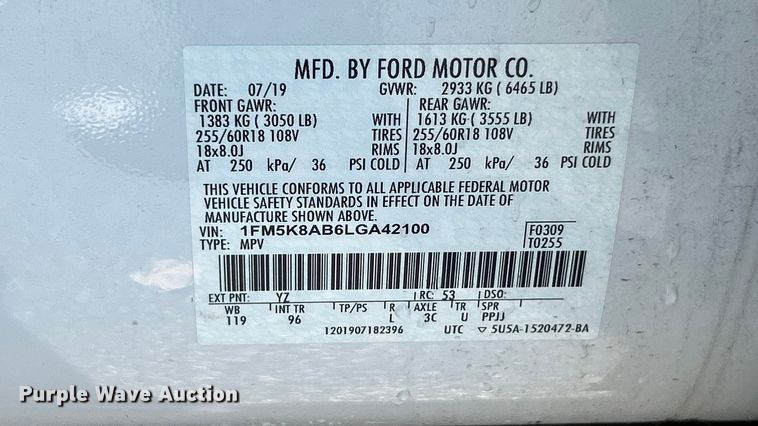 MFD. BY FORD MOTOR CO.
DATE: 07/19 GVWR: 2933 KG ( 6465 LB)
FRONT GAWR: REAR GAWR:
1383 KG ( 3050 LB) WITH 1613 KG ( 3555 LB) WITH
255/60R18 108V TIRES 255/60R18 108V TIRES
18x8.0J RIMS 18x8.0J RIMS
AT 250 kPa/ 36 PSI COLD AT 250 kPa/ 36 PSI COLD
THIS VEHICLE CONFORMS TO ALL APPLICABLE FEDERAL MOTOR
VEHICLE SAFETY STANDARDS IN EFFECT ON THE DATE OF
MANUFACTURE SHOWN ABOVE.
VIN: 1FM5K8AB6LGA42100 F0309
TYPE: MPV T0255
EXT PNT: YZ RC: 53 DSO:
WB INT TR TP/PS R AXLE TR SPR
119 96 L 3C U PPJJ
1201907182396 UTC ▽ 5U5A-1520472-BA
Purple Wave Auction